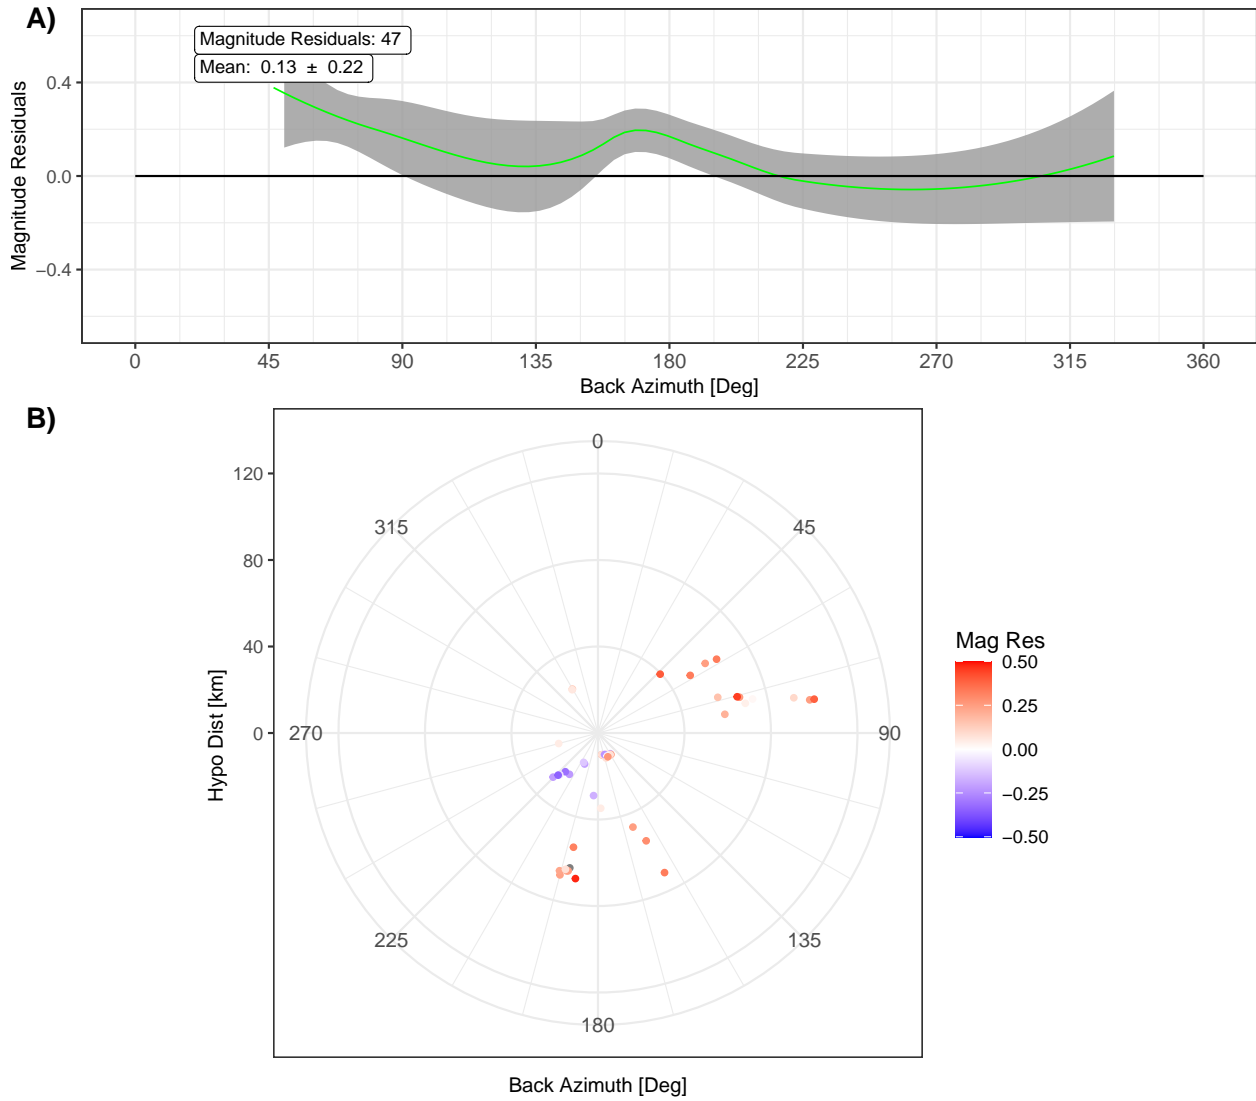 A)
Magnitude Residuals: 47
Mean:  0.13  ±  0.22
Magnitude Residuals
0.4
0.0
−0.4
0 45 90 135 180 225 270 315 360
Back Azimuth [Deg]
B)
Hypo Dist [km]
120
80
40
0
0
45
90
135
180
225
270
315
Back Azimuth [Deg]
Mag Res
0.50
0.25
0.00
−0.25
−0.50